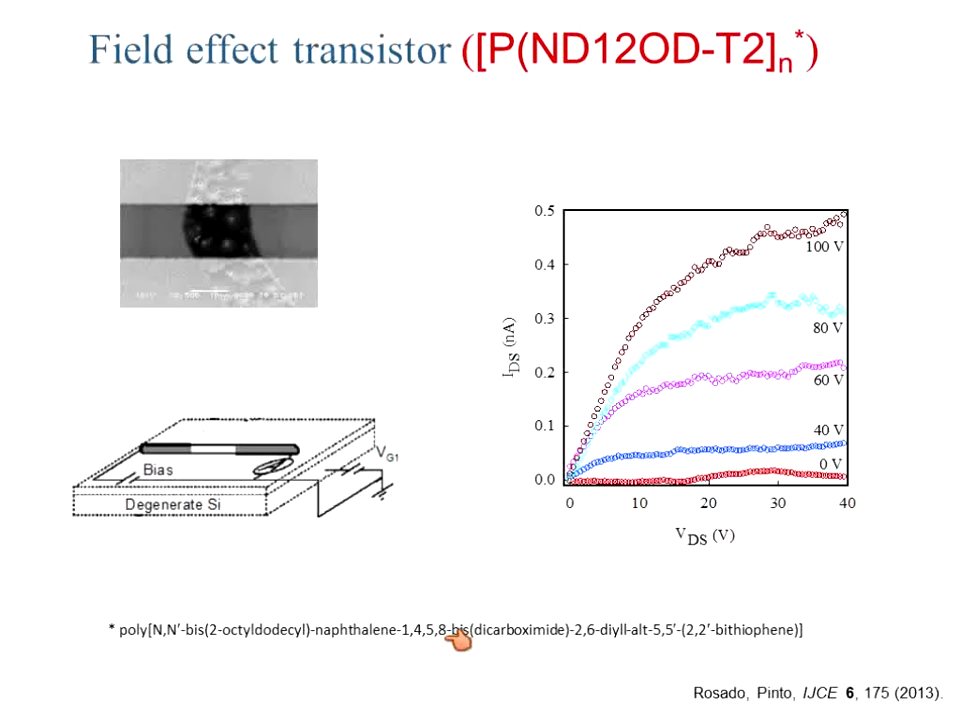 Field effect transistor ([P(ND12OD-T2]n*)
0.5
0.4
0.3
0.2
0.1
0.0
IDS (nA)
100 V
80 V
60 V
40 V
0 V
0 10 20 30 40
VDS (V)
VG1
Bias
Degenerate Si
* poly[N,N′-bis(2-octyldodecyl)-naphthalene-1,4,5,8-bis(dicarboximide)-2,6-diyll-alt-5,5′-(2,2′-bithiophene)]
Rosado, Pinto, IJCE 6, 175 (2013).